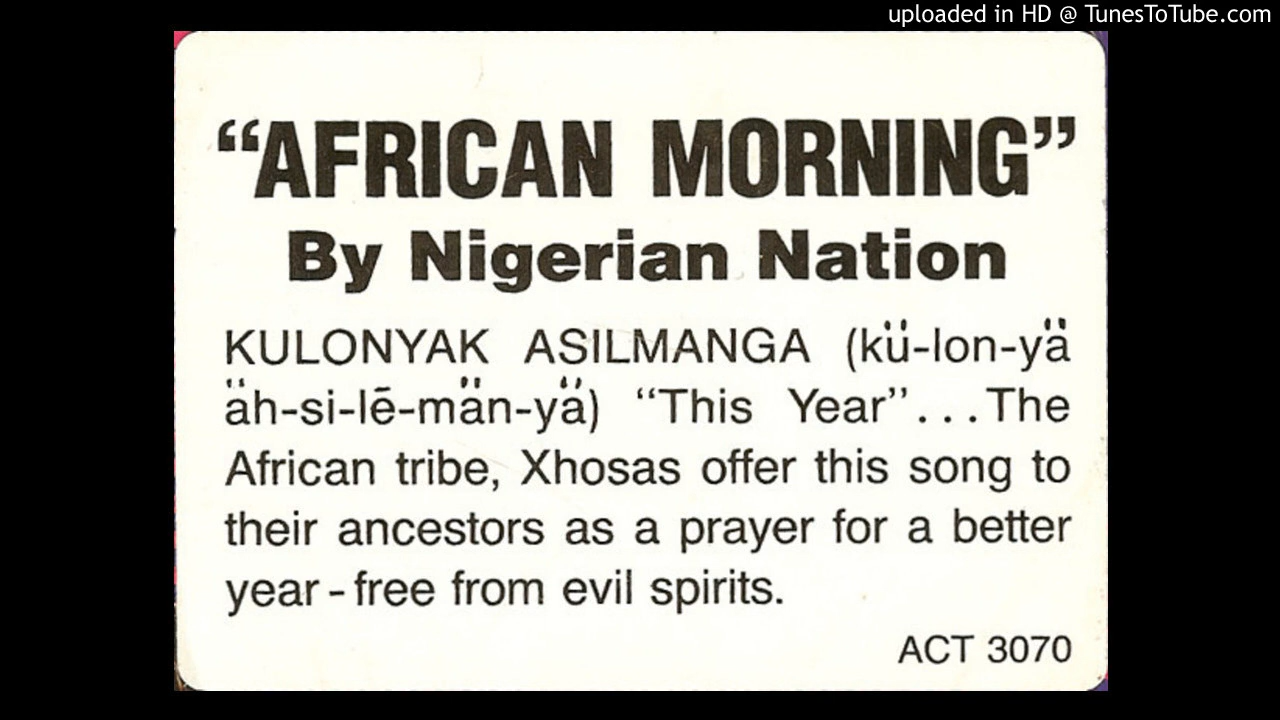 uploaded in HD @ TunesToTube.com
“AFRICAN MORNING”
By Nigerian Nation
KULONYAK ASILMANGA (kü-lon-yä
äh-si-lē-män-yä) “This Year”...The
African tribe, Xhosas offer this song to
their ancestors as a prayer for a better
year-free from evil spirits.
ACT 3070